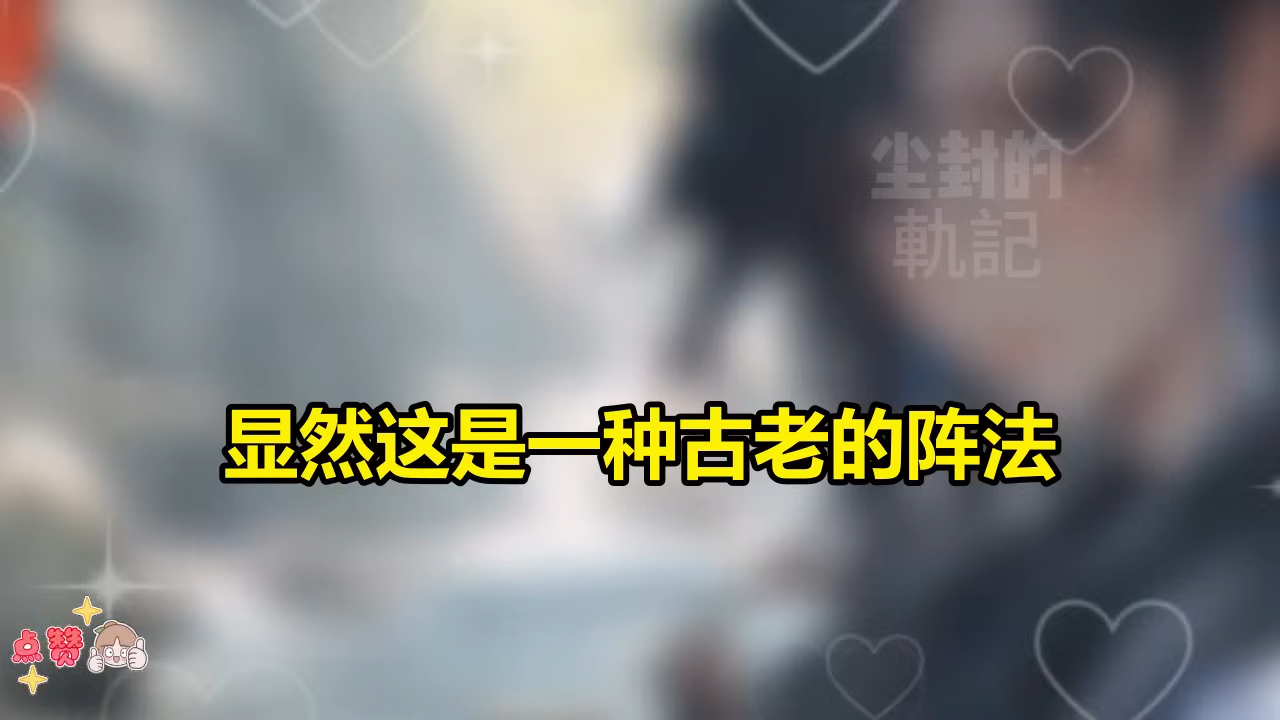 尘封的
軌記
显然这是一种古老的阵法
点赞